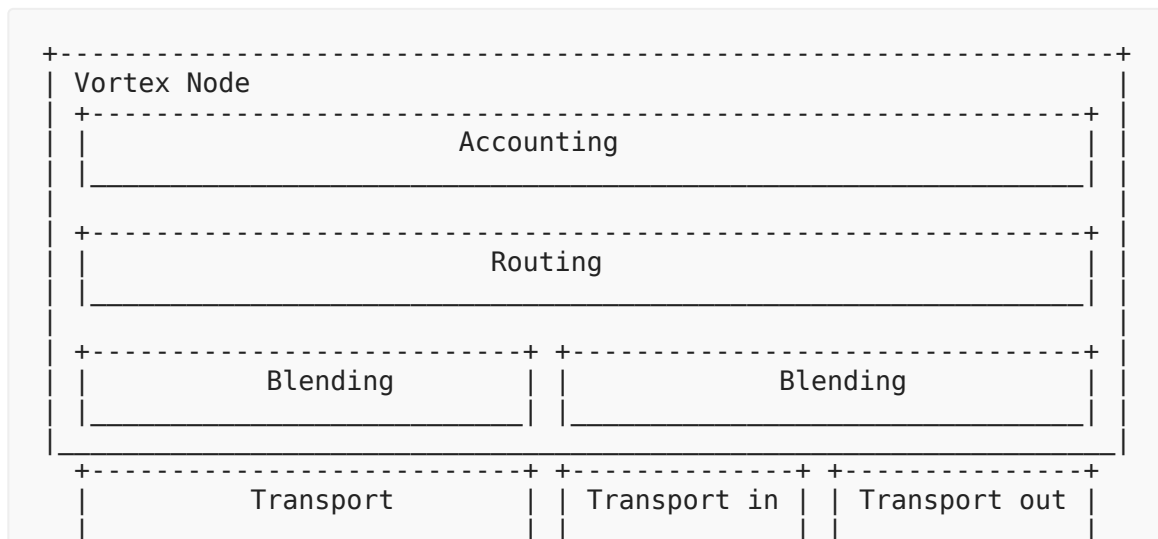 Vortex Node
Accounting
Routing
Blending Blending
Transport Transport in Transport out